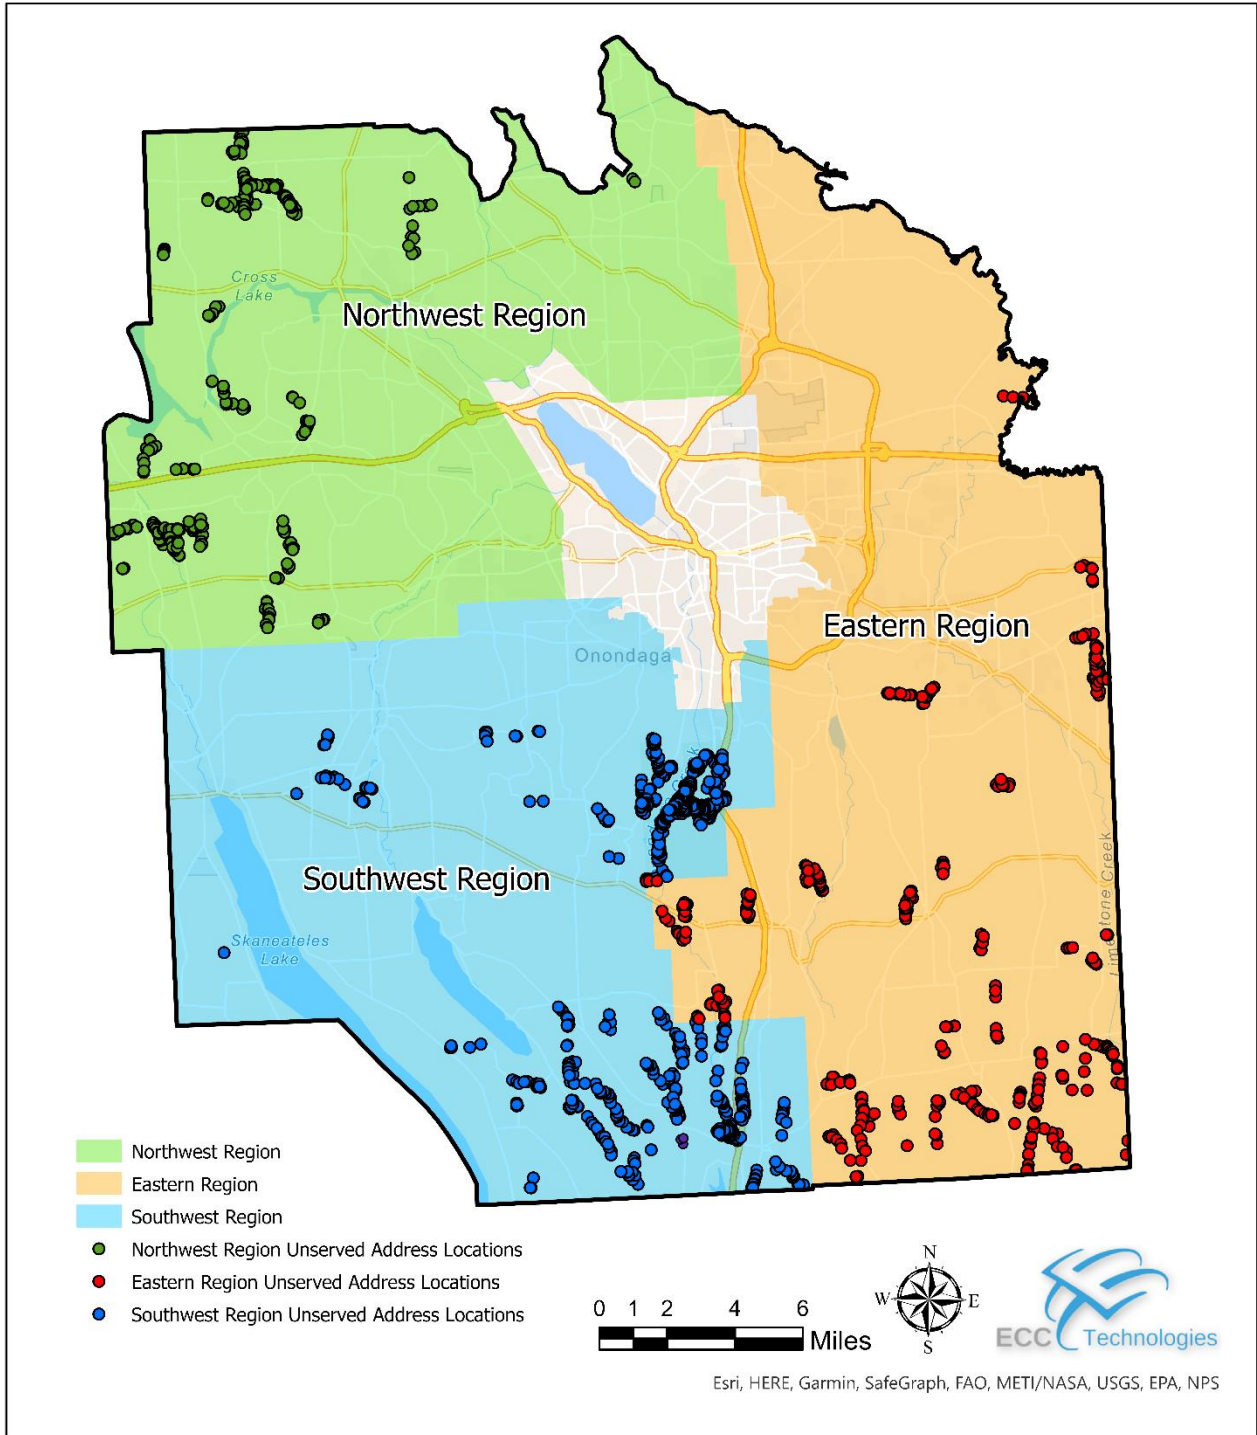 Cross
Lake
Northwest Region
Eastern Region
Onondaga
Southwest Region
Skaneateles
Lake
Limestone Creek
Northwest Region
Eastern Region
Southwest Region
Northwest Region Unserved Address Locations
Eastern Region Unserved Address Locations
Southwest Region Unserved Address Locations
0 1 2 4 6
Miles
N
W E
S
ECC Technologies
Esri, HERE, Garmin, SafeGraph, FAO, METI/NASA, USGS, EPA, NPS